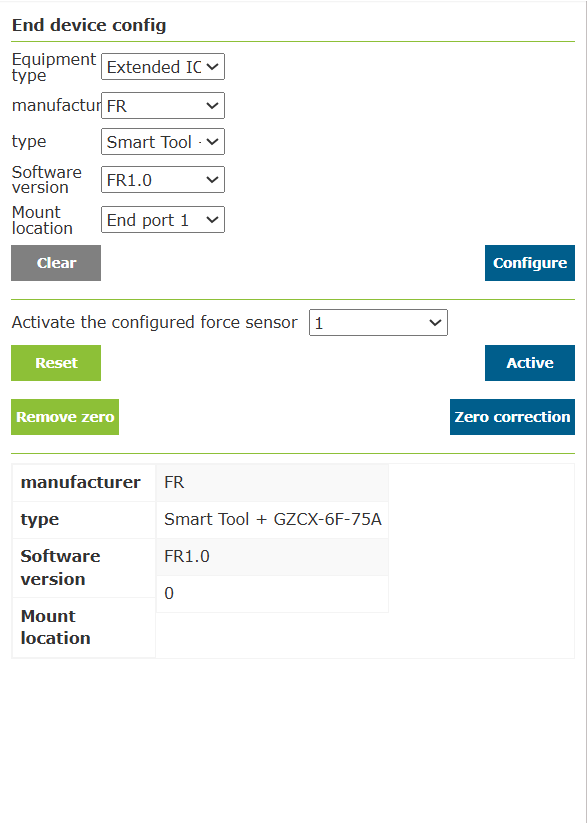 End device config
Equipment
type
Extended IC
manufactur
FR
type
Smart Tool
Software
version
FR1.0
Mount
location
End port 1
Clear
Configure
Activate the configured force sensor
1
Reset
Active
Remove zero
Zero correction
manufacturer
FR
type
Smart Tool + GZCX-6F-75A
Software
version
FR1.0
Mount
location
0